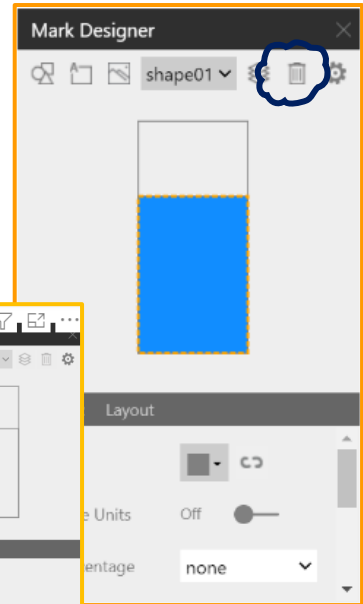 Mark Designer
A
shape01
Layout
e Units Off
entage none